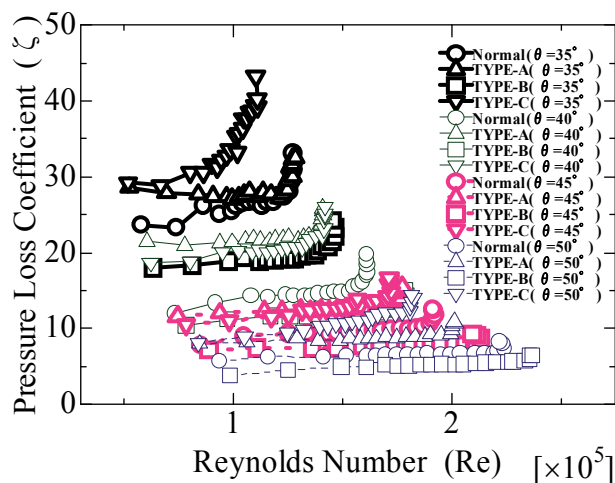 Pressure Loss Coefficient (ζ)
50
40
30
20
10
0
Normal(θ=35°)
TYPE-A(θ=35°)
TYPE-B(θ=35°)
TYPE-C(θ=35°)
Normal(θ=40°)
TYPE-A(θ=40°)
TYPE-B(θ=40°)
TYPE-C(θ=40°)
Normal(θ=45°)
TYPE-A(θ=45°)
TYPE-B(θ=45°)
TYPE-C(θ=45°)
Normal(θ=50°)
TYPE-A(θ=50°)
TYPE-B(θ=50°)
TYPE-C(θ=50°)
1 2
Reynolds Number (Re) [×10⁵]